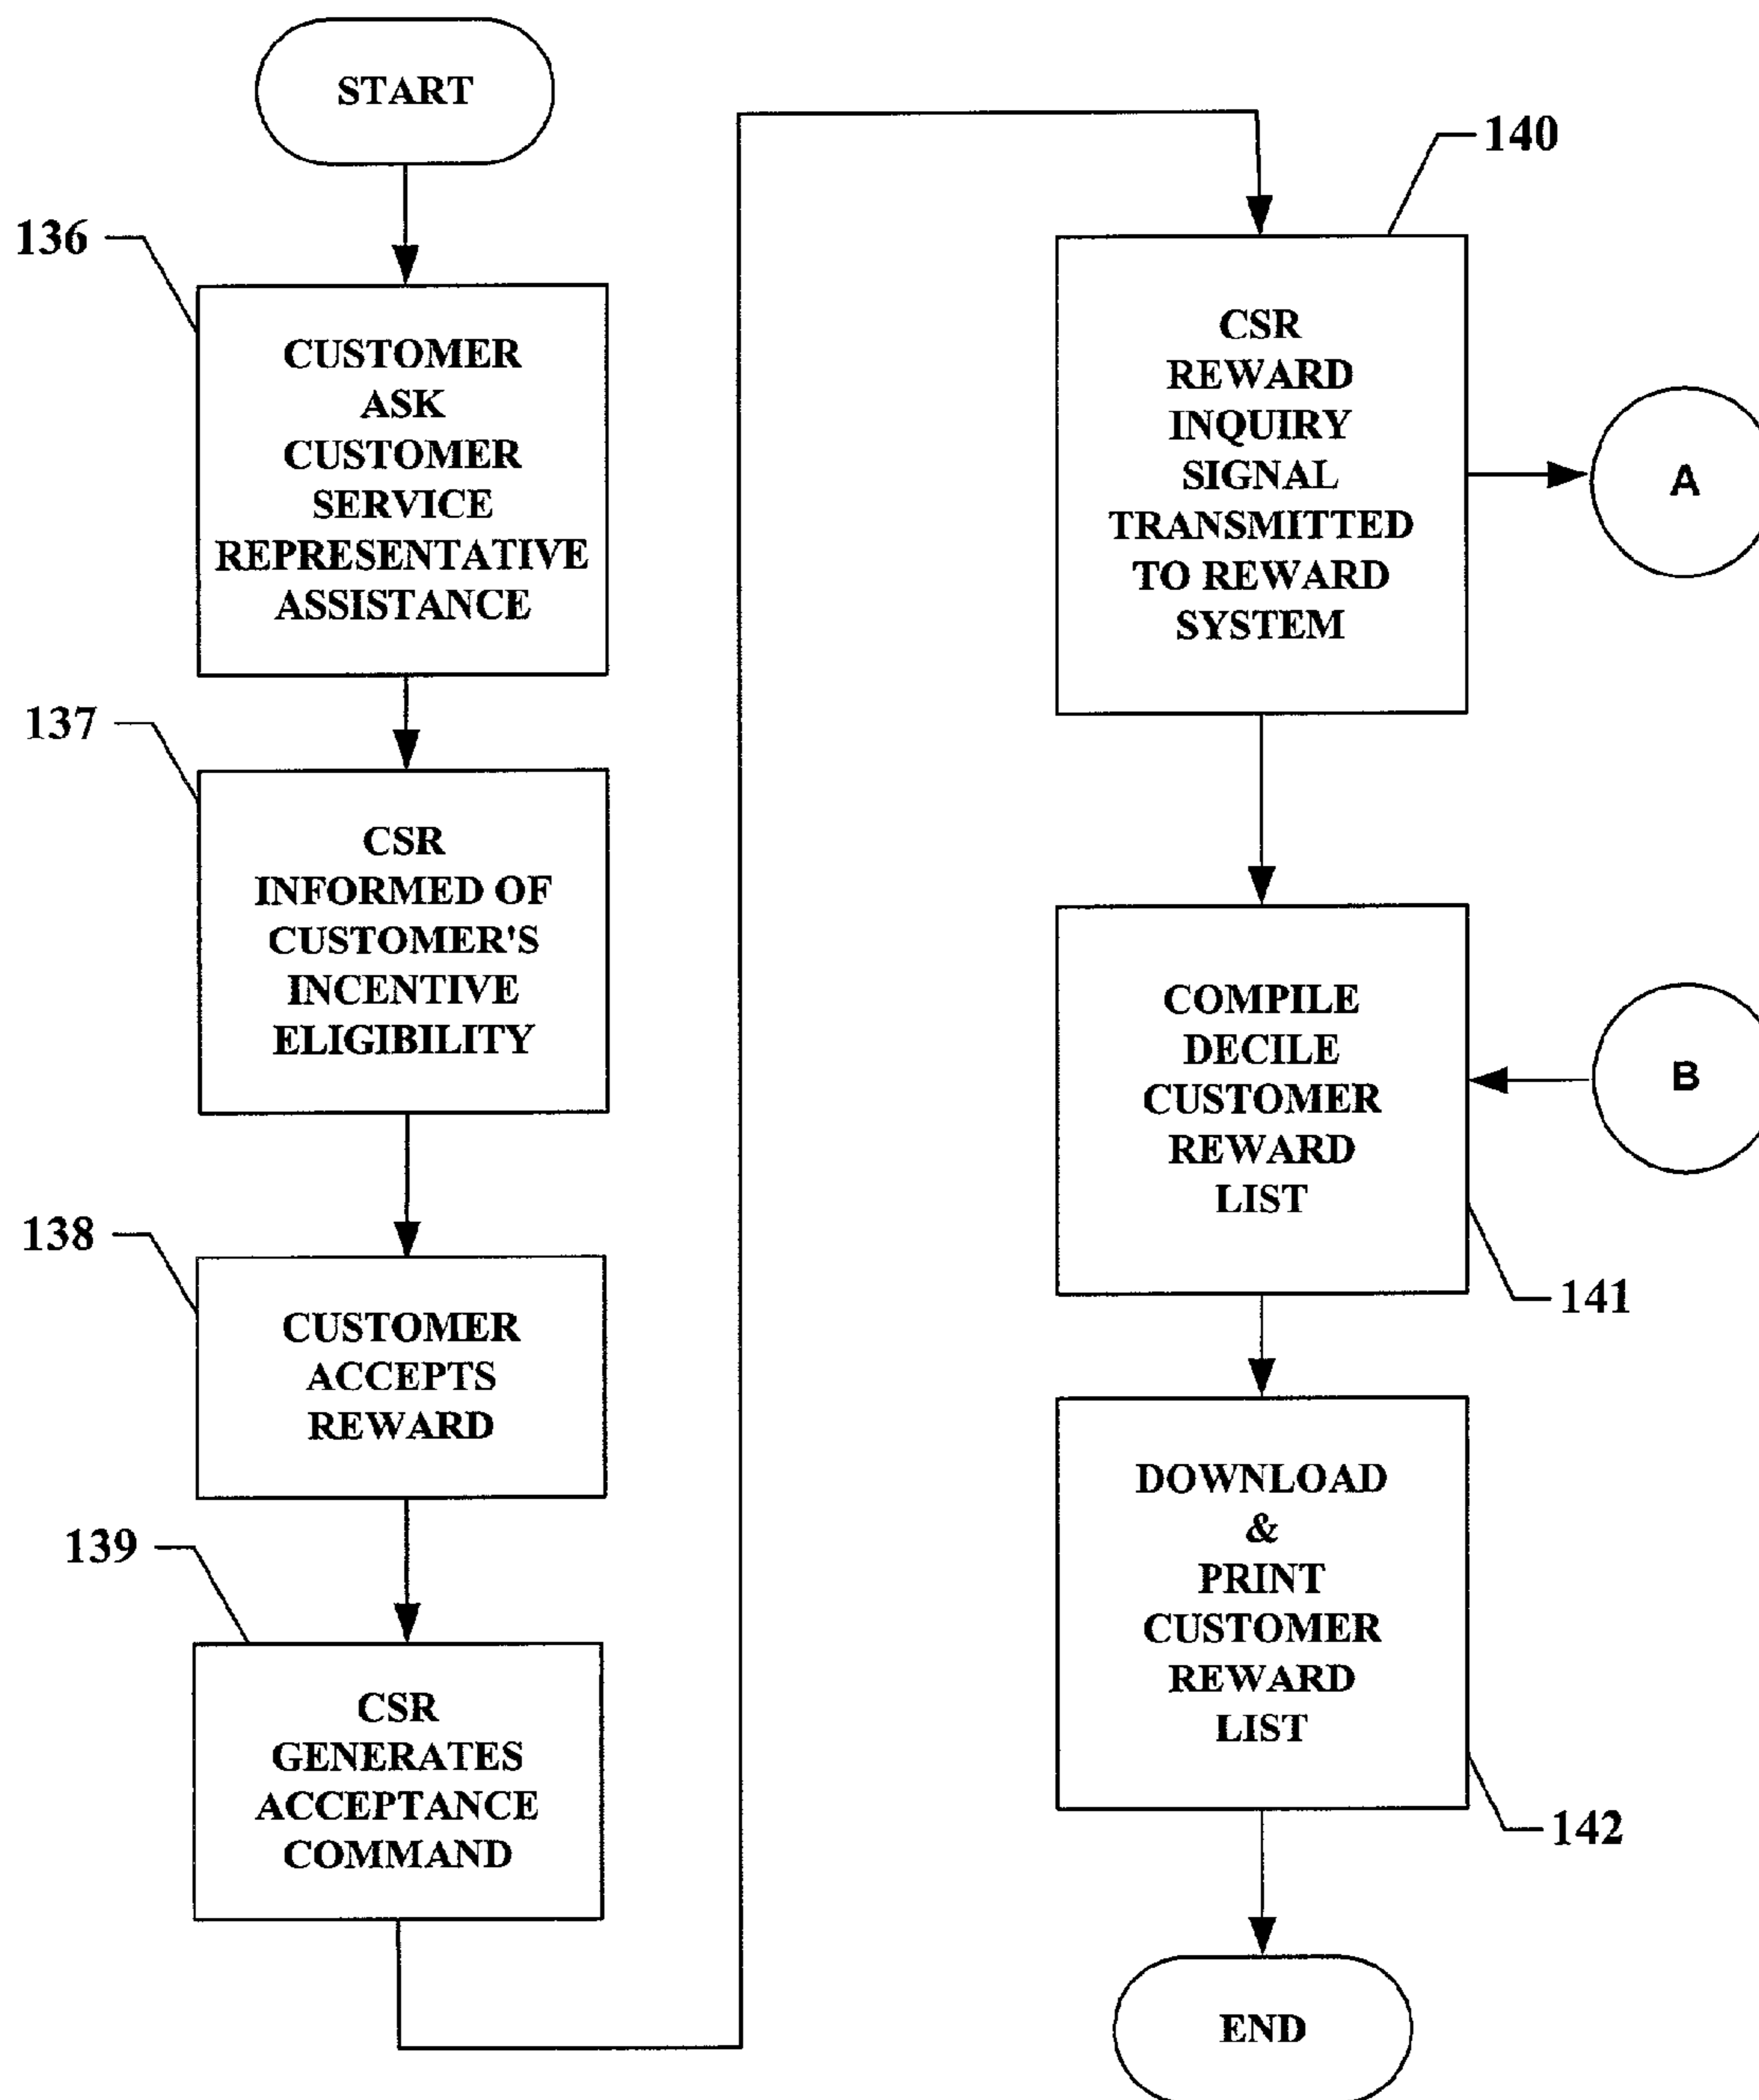 START
136
CUSTOMER
ASK
CUSTOMER
SERVICE
REPRESENTATIVE
ASSISTANCE
137
CSR
INFORMED OF
CUSTOMER'S
INCENTIVE
ELIGIBILITY
138
CUSTOMER
ACCEPTS
REWARD
139
CSR
GENERATES
ACCEPTANCE
COMMAND
140
CSR
REWARD
INQUIRY
SIGNAL
TRANSMITTED
TO REWARD
SYSTEM
A
COMPILE
DECILE
CUSTOMER
REWARD
LIST
B
141
DOWNLOAD
&
PRINT
CUSTOMER
REWARD
LIST
142
END